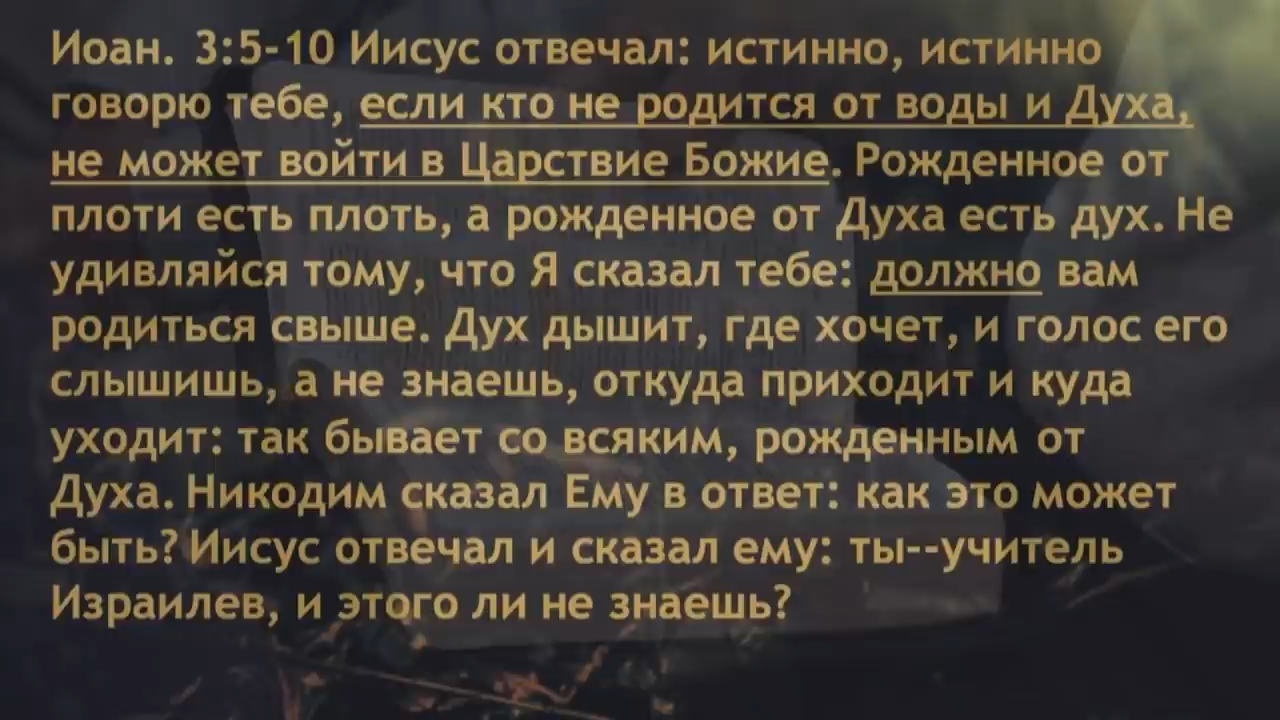 Иоан. 3:5-10 Иисус отвечал: истинно, истинно
говорю тебе, если кто не родится от воды и Духа,
не может войти в Царствие Божие. Рожденное от
плоти есть плоть, а рожденное от Духа есть дух. Не
удивляйся тому, что Я сказал тебе: должно вам
родиться свыше. Дух дышит, где хочет, и голос его
слышишь, а не знаешь, откуда приходит и куда
уходит: так бывает со всяким, рожденным от
Духа. Никодим сказал Ему в ответ: как это может
быть? Иисус отвечал и сказал ему: ты--учитель
Израилев, и этого ли не знаешь?